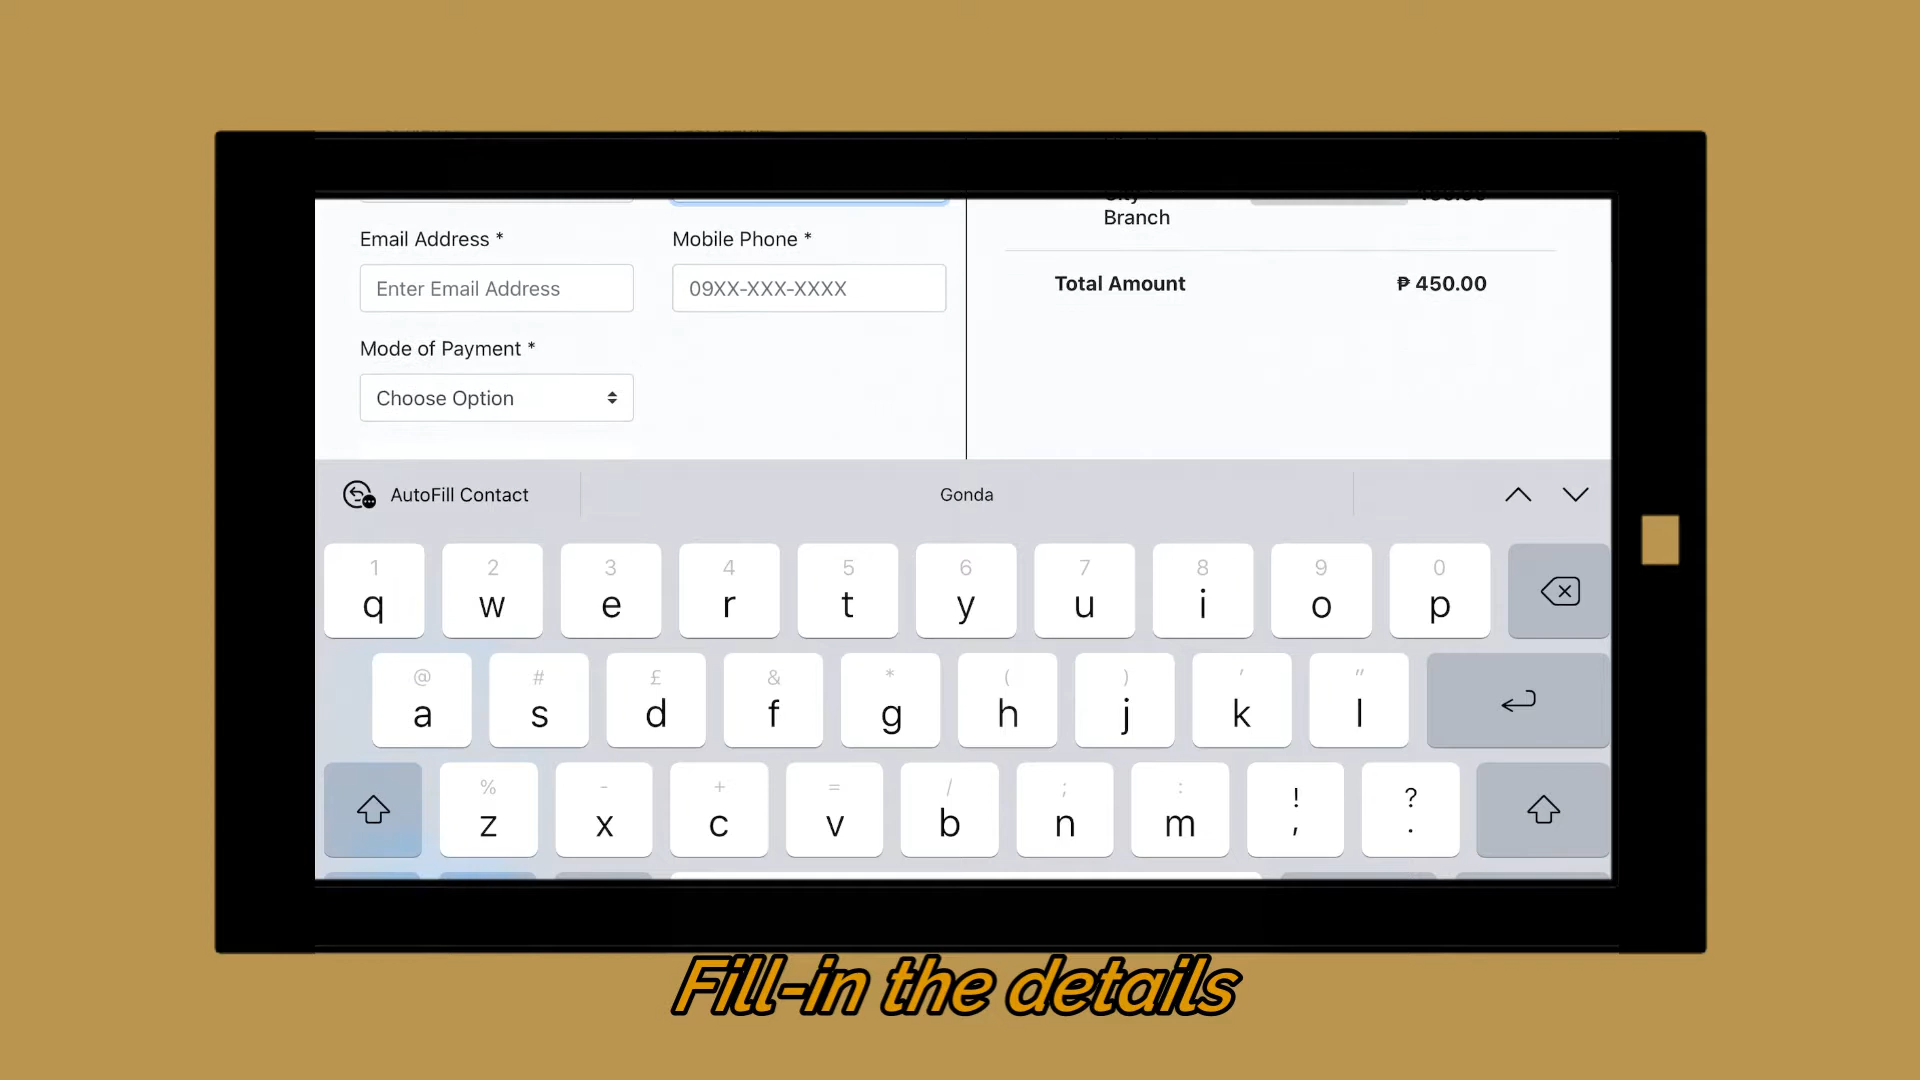 City
Branch
Email Address *
Mobile Phone *
Enter Email Address
09XX-XXX-XXXX
Total Amount
₱ 450.00
Mode of Payment *
Choose Option
AutoFill Contact
Gonda
1 2 3 4 5 6 7 8 9 0
q w e r t y u i o p
@ # £ & * ( ) ' "
a s d f g h j k l
% - + = / ; : ! ?
z x c v b n m , .
Fill-in the details